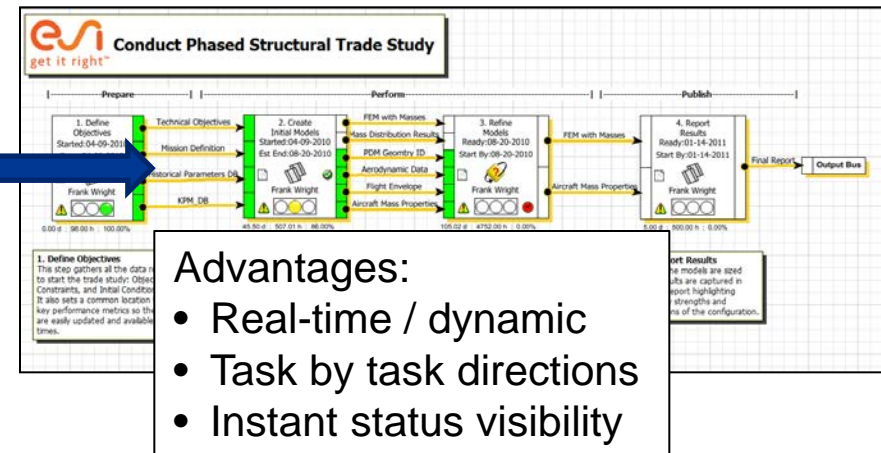 esi
get it right™
Conduct Phased Structural Trade Study
Prepare
Perform
Publish
1. Define
Objectives
Started:04-09-2010
Frank Wright
0.00 d : 98.00 h : 100.00%
Technical Objectives
Mission Definition
Historical Parameters DB
KPM_DB
2. Create
Initial Models
Started:04-09-2010
Est End:08-20-2010
Frank Wright
45.50 d : 507.01 h : 86.00%
FEM with Masses
Mass Distribution Results
PDM Geomtry ID
Aerodynamic Data
Flight Envelope
Aircraft Mass Properties
3. Refine
Models
Ready:08-20-2010
Start By:08-20-2010
Frank Wright
105.02 d : 4752.00 h : 0.00%
FEM with Masses
Aircraft Mass Properties
4. Report
Results
Ready:01-14-2011
Start By:01-14-2011
Frank Wright
5.00 d : 500.00 h : 0.00%
Final Report
Output Bus
1. Define Objectives
This step gathers all the data
to start the trade study:
Constraints, and Initial
It also sets a common location
key performance metrics so
are easily updated and available
times.
Advantages:
• Real-time / dynamic
• Task by task directions
• Instant status visibility
Results
models are sized
are captured in
report highlighting
strengths and
of the configuration.